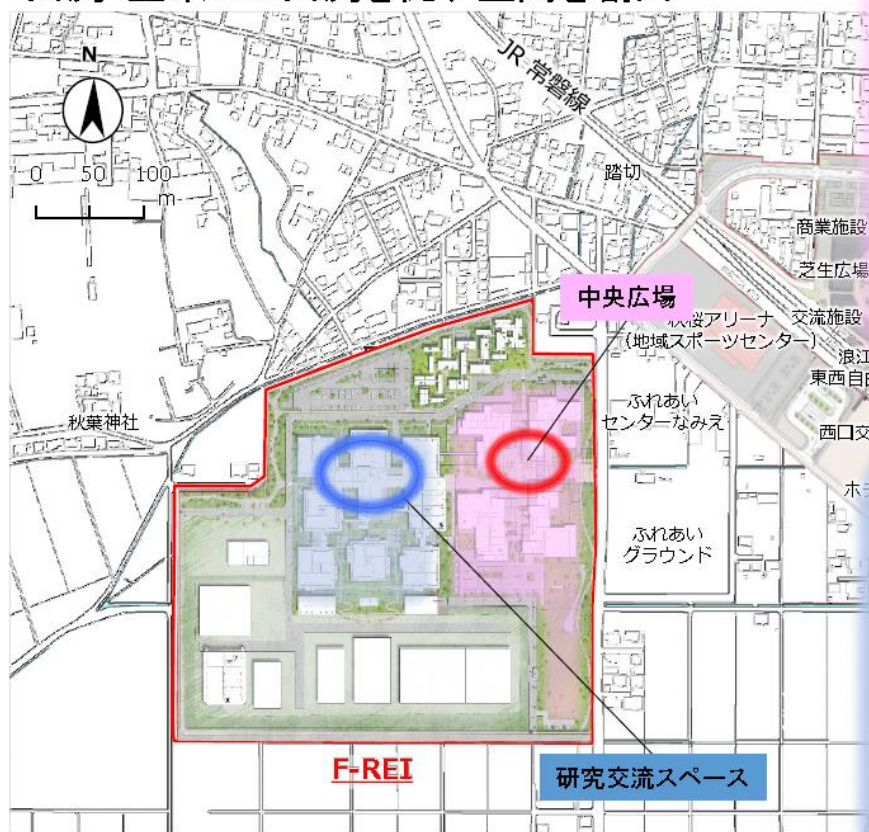 N
JR 常磐線
0 50 100
m
踏切
商業施設
芝生広場
中央広場
秋桜アリーナ
(地域スポーツセンター)
交流施設
浪江
東西自由
秋葉神社
ふれあい
センターなみえ
西口交
ホテ
ふれあい
グラウンド
F-REI
研究交流スペース